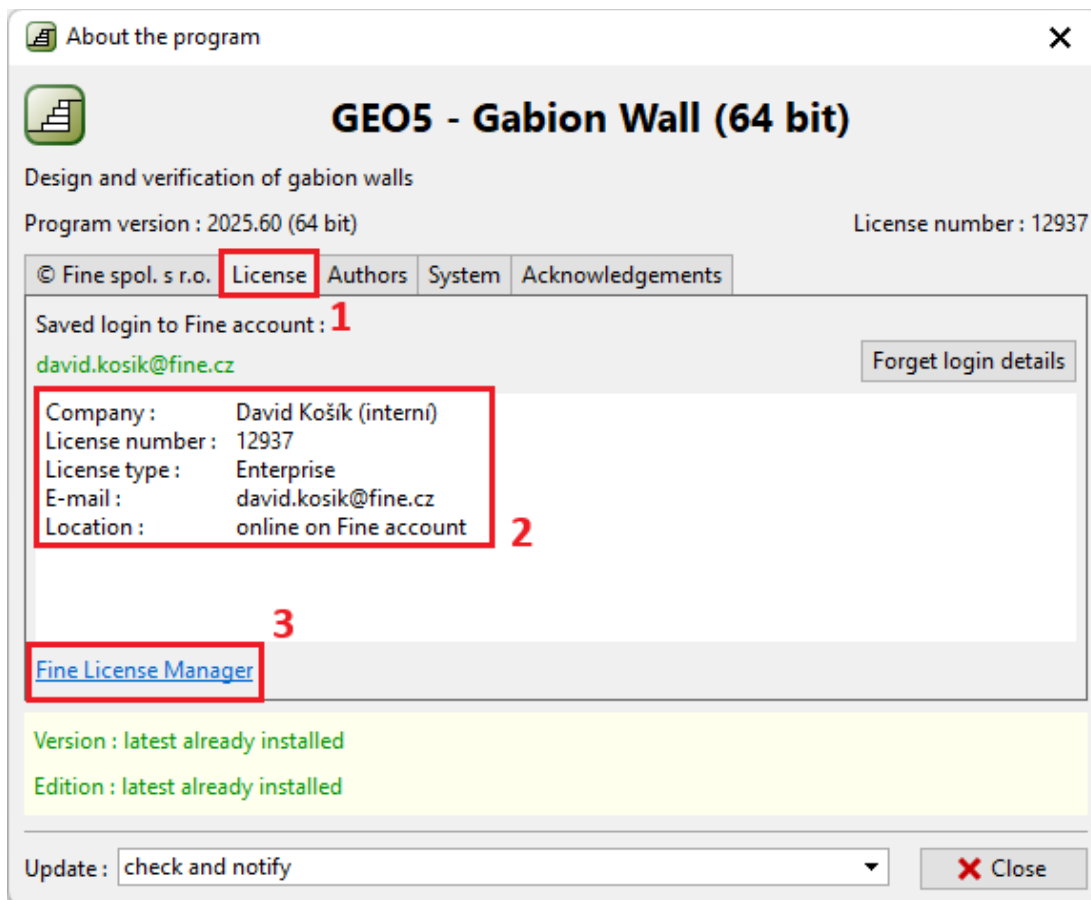 About the program
GEO5 - Gabion Wall (64 bit)
Design and verification of gabion walls
Program version : 2025.60 (64 bit) License number : 12937
© Fine spol. s r.o. License Authors System Acknowledgements
1
Saved login to Fine account :
david.kosik@fine.cz Forget login details
Company : David Košík (interní)
License number : 12937
License type : Enterprise
E-mail : david.kosik@fine.cz
Location : online on Fine account
2
3
Fine License Manager
Version : latest already installed
Edition : latest already installed
Update : check and notify Close